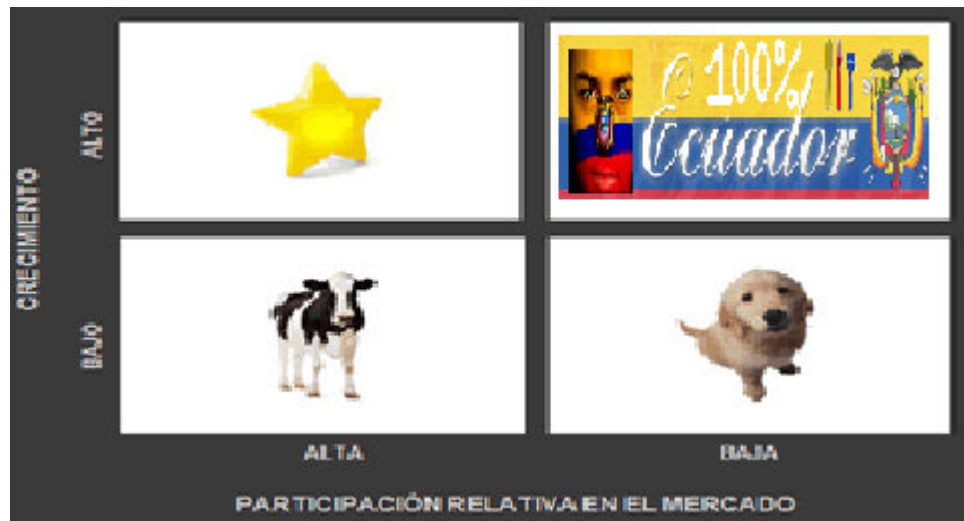 100%
Ecuador
ALTO
CRECIMIENTO
BAJO
ALTA
BAJA
PARTICIPACIÓN RELATIVA EN EL MERCADO